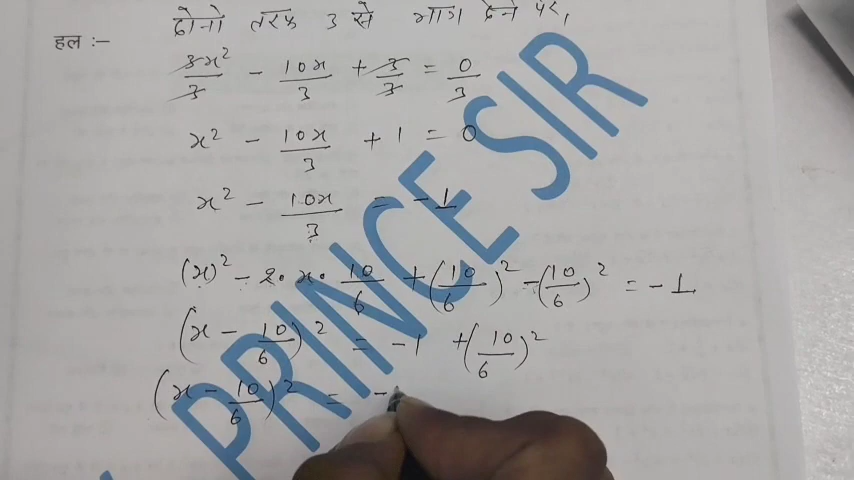 दोनो तरफ 3 से भाग देने पर,
हल :-
3x²/3 - 10x/3 + 3/3 = 0/3
x² - 10x/3 + 1 = 0
x² - 10x/3 = -1
(x)² - 2·x·10/6 + (10/6)² - (10/6)² = -1
(x - 10/6)² = -1 + (10/6)²
(x - 10/6)² = -
PRINCE SIR